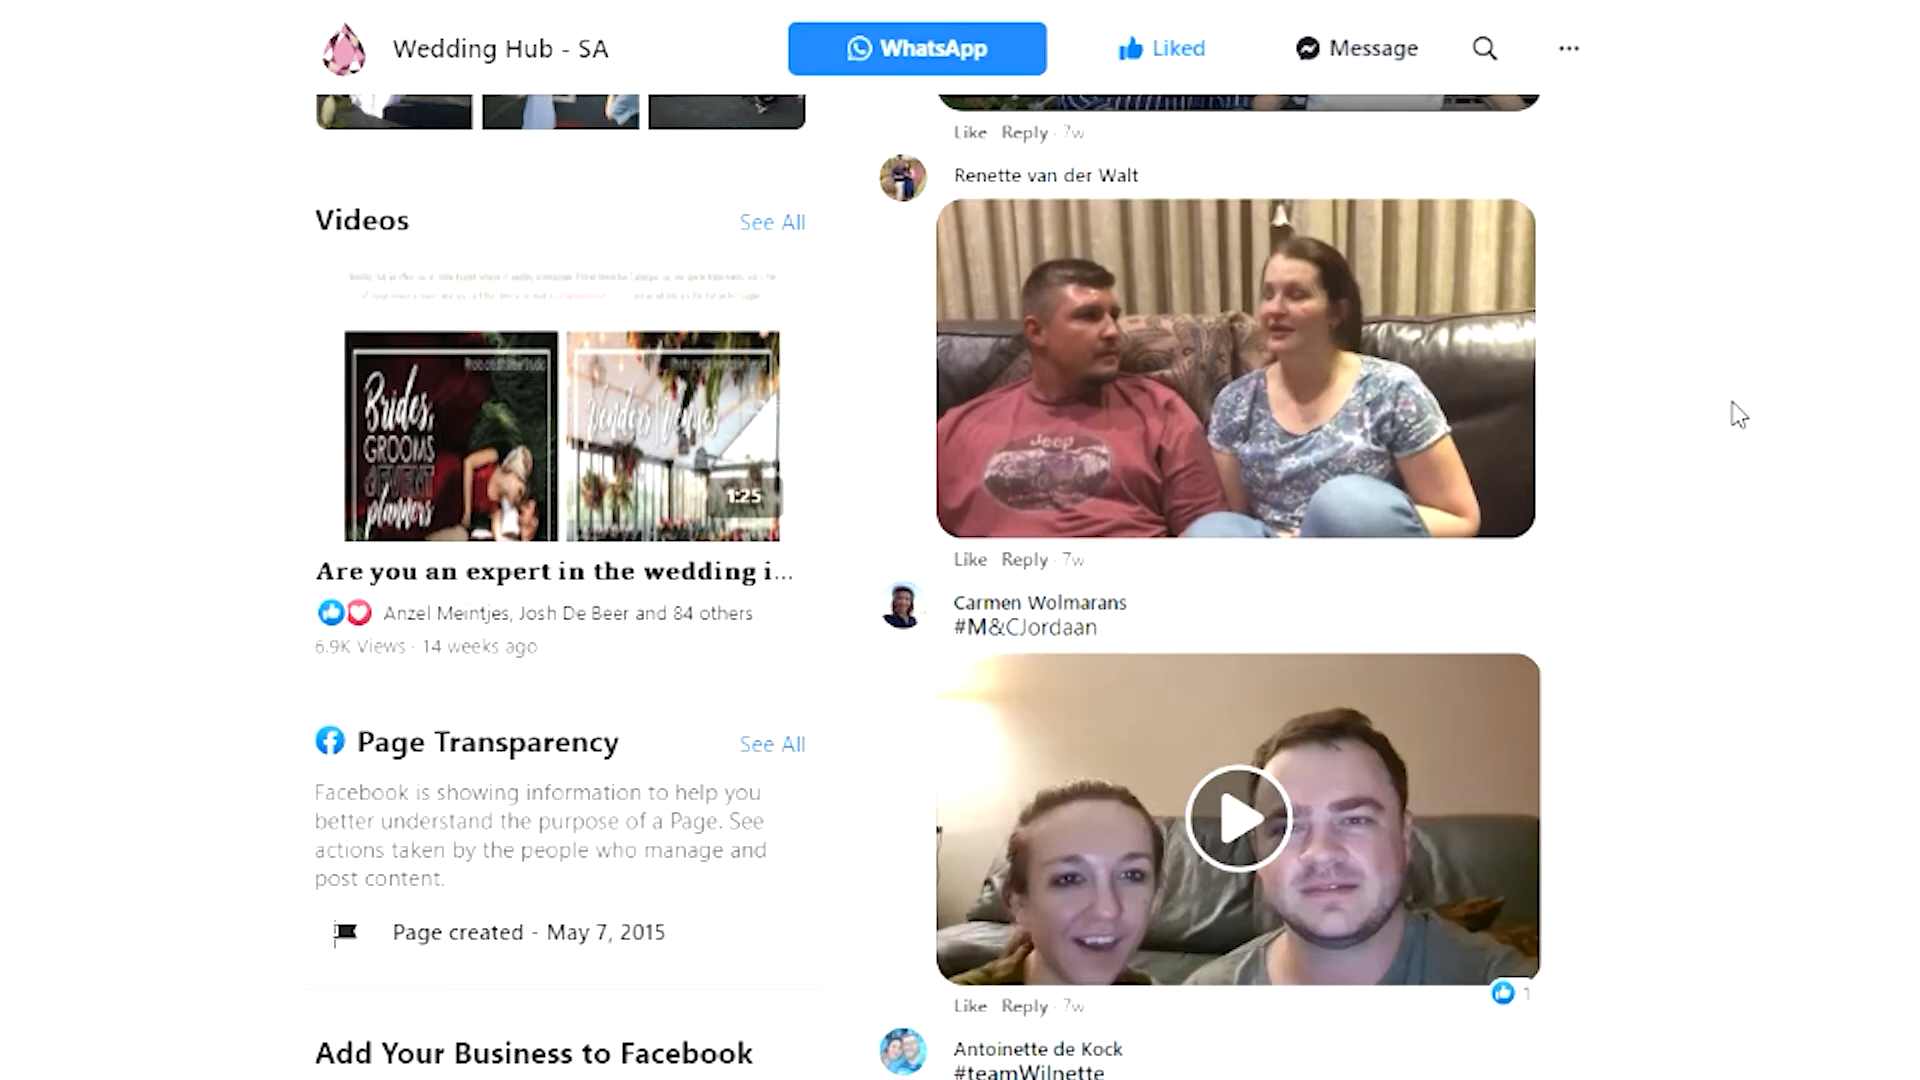 Wedding Hub - SA
WhatsApp
Liked
Message
Videos
See All
Brides,
GROOMS
& EVENT
planners
Vendors Venues
1:25
Are you an expert in the wedding i...
Anzel Meintjes, Josh De Beer and 84 others
6.9K Views · 14 weeks ago
Page Transparency
See All
Facebook is showing information to help you
better understand the purpose of a Page. See
actions taken by the people who manage and
post content.
Page created - May 7, 2015
Add Your Business to Facebook
Like Reply · 7w
Renette van der Walt
Jeep
Like Reply · 7w
Carmen Wolmarans
#M&CJordaan
1
Like Reply · 7w
Antoinette de Kock
#teamWilnette